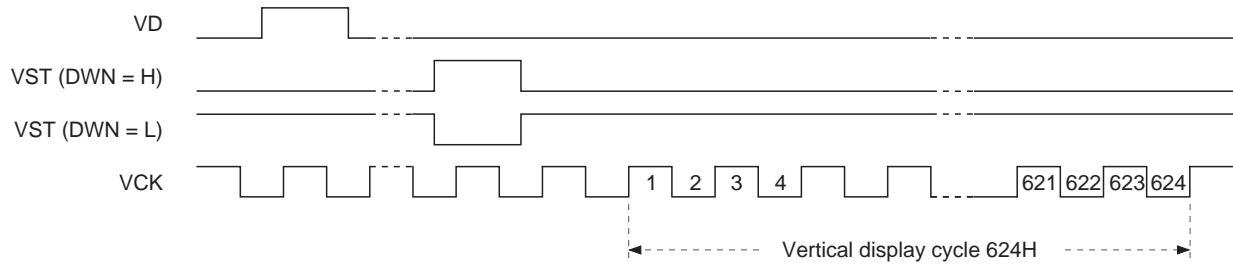 VD
VST (DWN = H)
VST (DWN = L)
VCK
1 2 3 4 621 622 623 624
Vertical display cycle 624H